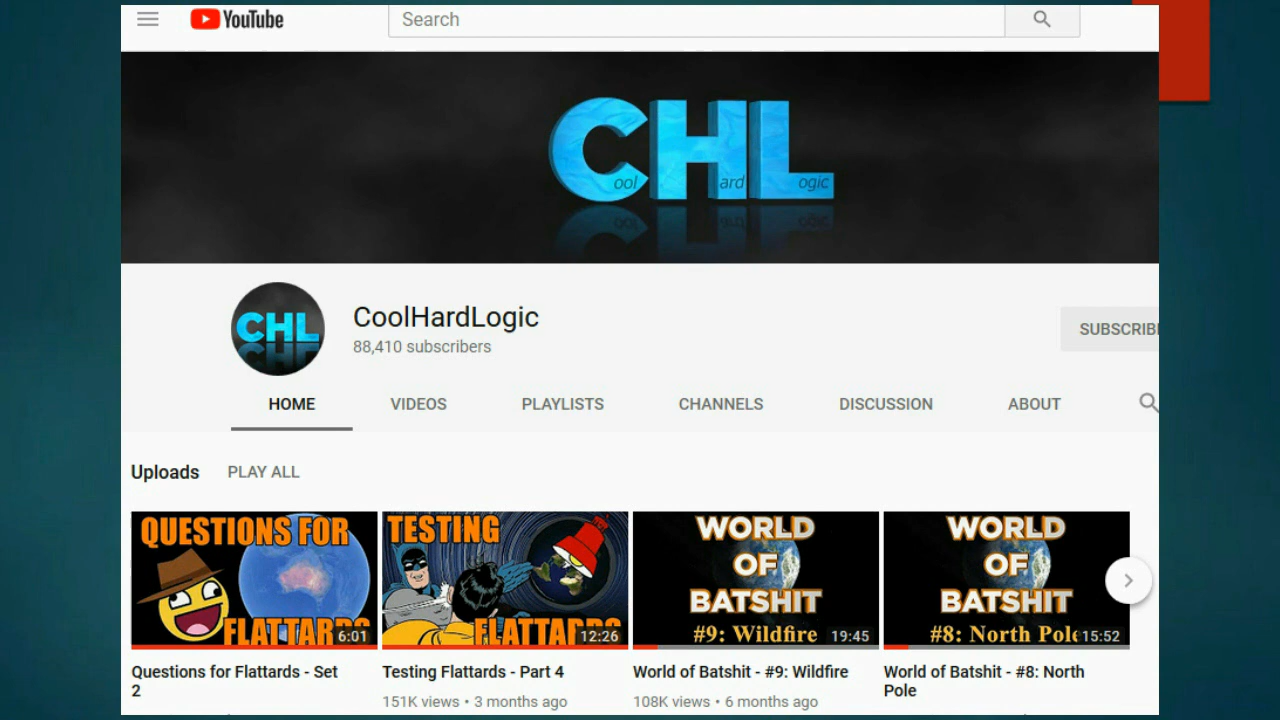 YouTube
Search
CHL
ool ard ogic
CHL
CoolHardLogic
88,410 subscribers
SUBSCRIB
HOME VIDEOS PLAYLISTS CHANNELS DISCUSSION ABOUT
Uploads PLAY ALL
QUESTIONS FOR
FLATTARDS
6:01
TESTING
FLATTARDS
12:26
WORLD
OF
BATSHIT
#9: Wildfire
19:45
WORLD
OF
BATSHIT
#8: North Pole
15:52
Questions for Flattards - Set
2
Testing Flattards - Part 4
151K views • 3 months ago
World of Batshit - #9: Wildfire
108K views • 6 months ago
World of Batshit - #8: North
Pole